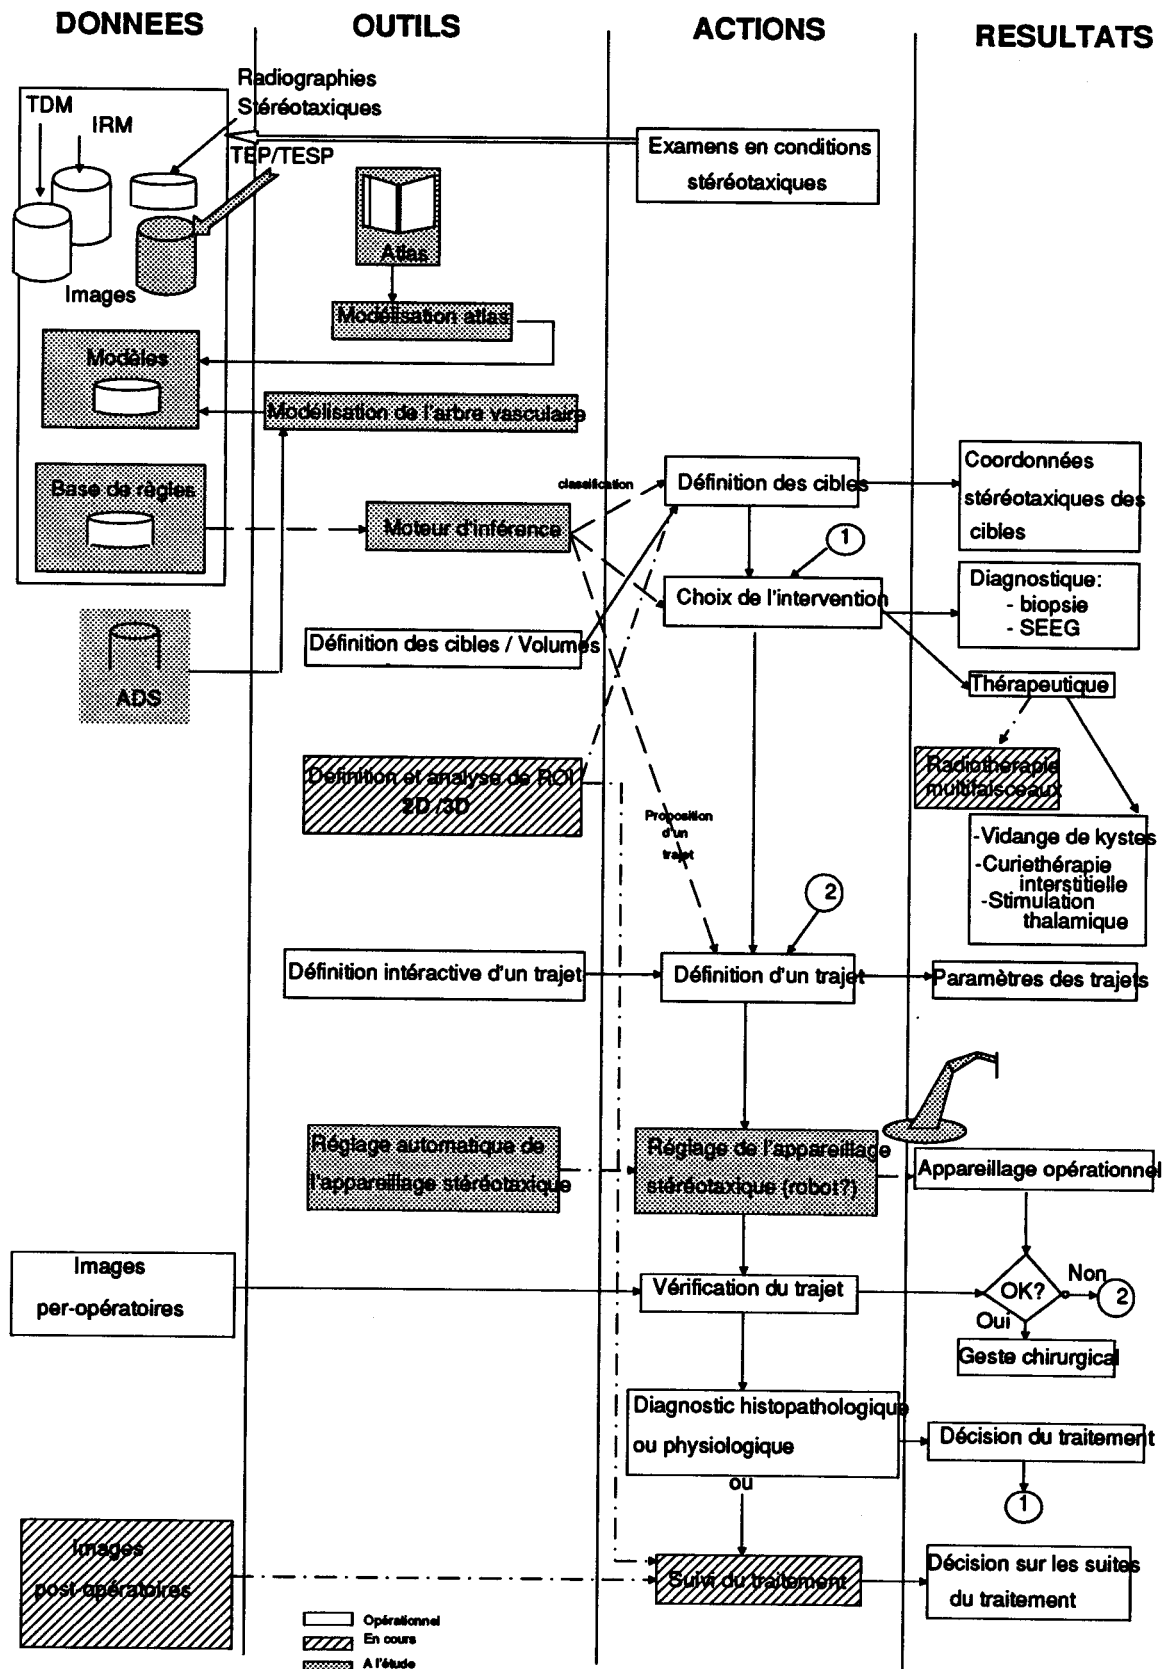 DONNEES
OUTILS
ACTIONS
RESULTATS
TDM
IRM
Radiographies
Stéréotaxiques
TEP/TESP
Images
Examens en conditions
stéréotaxiques
Atlas
Modélisation atlas
Modèles
Modélisation de l'arbre vasculaire
Base de règles
Moteur d'inférence
classification
Définition des cibles
Coordonnées
stéréotaxiques des
cibles
1
Choix de l'intervention
Diagnostique:
- biopsie
- SEEG
Définition des cibles / Volumes
ADS
Thérapeutique
Radiothérapie
multifaisceaux
Définition et analyse de ROI
2D /3D
Proposition
d'un
trajet
-Vidange de kystes
-Curiethérapie
interstitielle
-Stimulation
thalamique
2
Définition intéractive d'un trajet
Définition d'un trajet
Paramètres des trajets
Réglage automatique de
l'appareillage stéréotaxique
Réglage de l'appareillage
stéréotaxique (robot?)
Appareillage opérationnel
Images
per-opératoires
Vérification du trajet
OK?
Non
2
Oui
Geste chirurgical
Diagnostic histopathologique
ou physiologique
ou
Décision du traitement
1
Images
post-opératoires
Suivi du traitement
Décision sur les suites
du traitement
Opérationnel
En cours
A l'étude